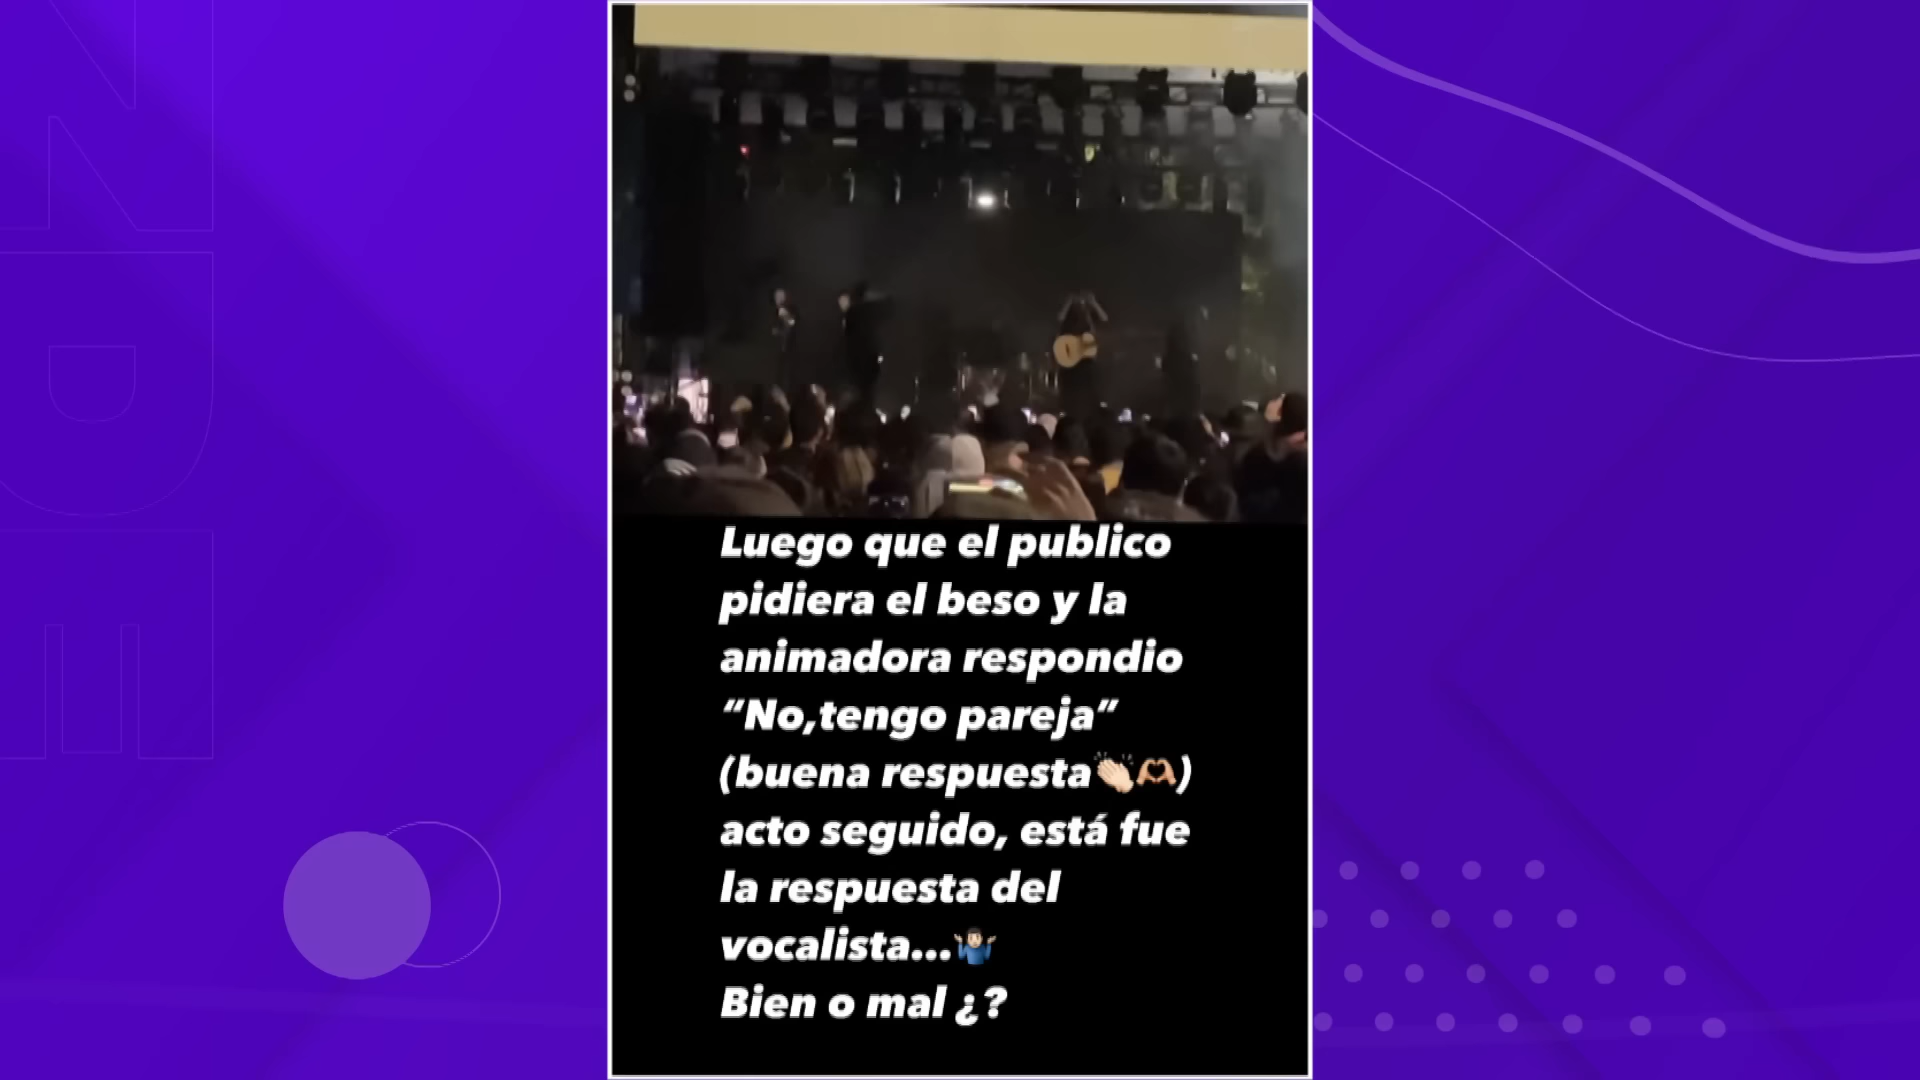 Luego que el publico
pidiera el beso y la
animadora respondio
“No,tengo pareja”
(buena respuesta👏🏻🫶🏼)
acto seguido, está fue
la respuesta del
vocalista...🤷🏻‍♂️
Bien o mal ¿?